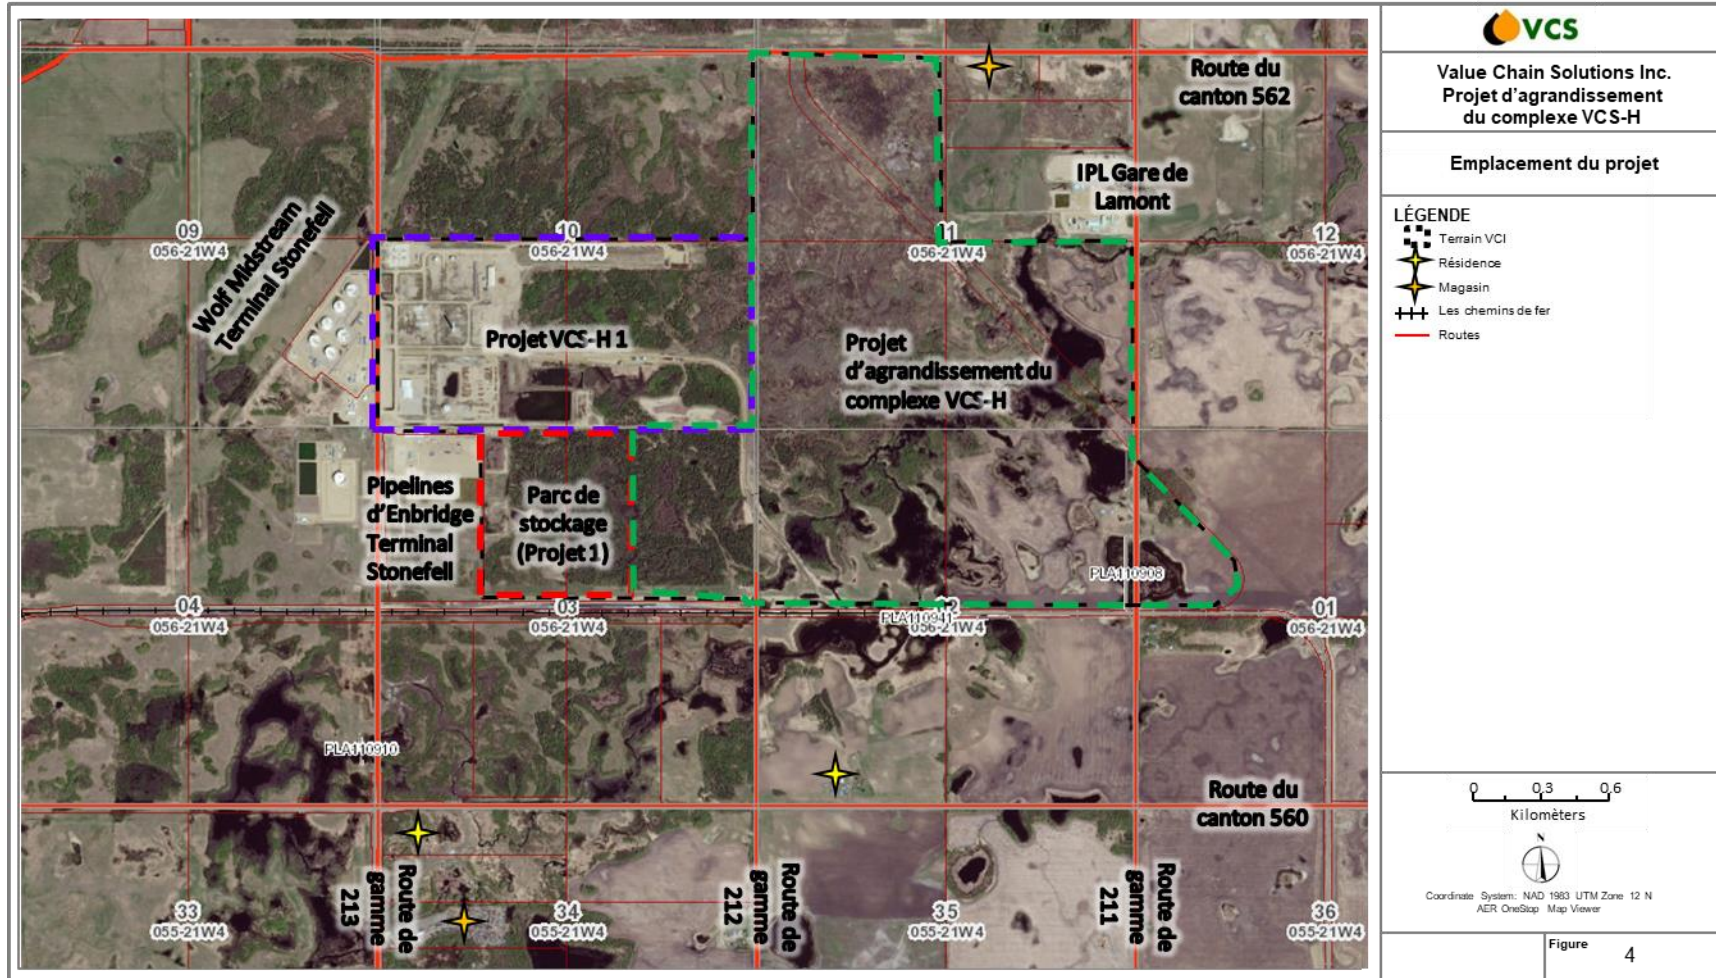 Route du
canton 562
IPL Gare de
Lamont
Wolf Midstream
Terminal Stonefell
09
056-21W4
10
056-21W4
11
056-21W4
12
056-21W4
Projet VCS-H 1
Projet
d’agrandissement du
complexe VCS-H
Pipelines
d’Enbridge
Terminal
Stonefell
Parc de
stockage
(Projet 1)
PLA110908
04
056-21W4
03
056-21W4
PLA110941
056-21W4
01
056-21W4
PLA110910
Route du
canton 560
Route de
gamme
213
Route de
gamme
212
Route de
gamme
211
33
055-21W4
34
055-21W4
35
055-21W4
36
055-21W4
VCS
Value Chain Solutions Inc.
Projet d’agrandissement
du complexe VCS-H
Emplacement du projet
LÉGENDE
Terrain VCI
Résidence
Magasin
Les chemins de fer
Routes
0 0,3 0,6
Kilomèters
N
Coordinate System: NAD 1983 UTM Zone 12 N
AER OneStop Map Viewer
Figure 4